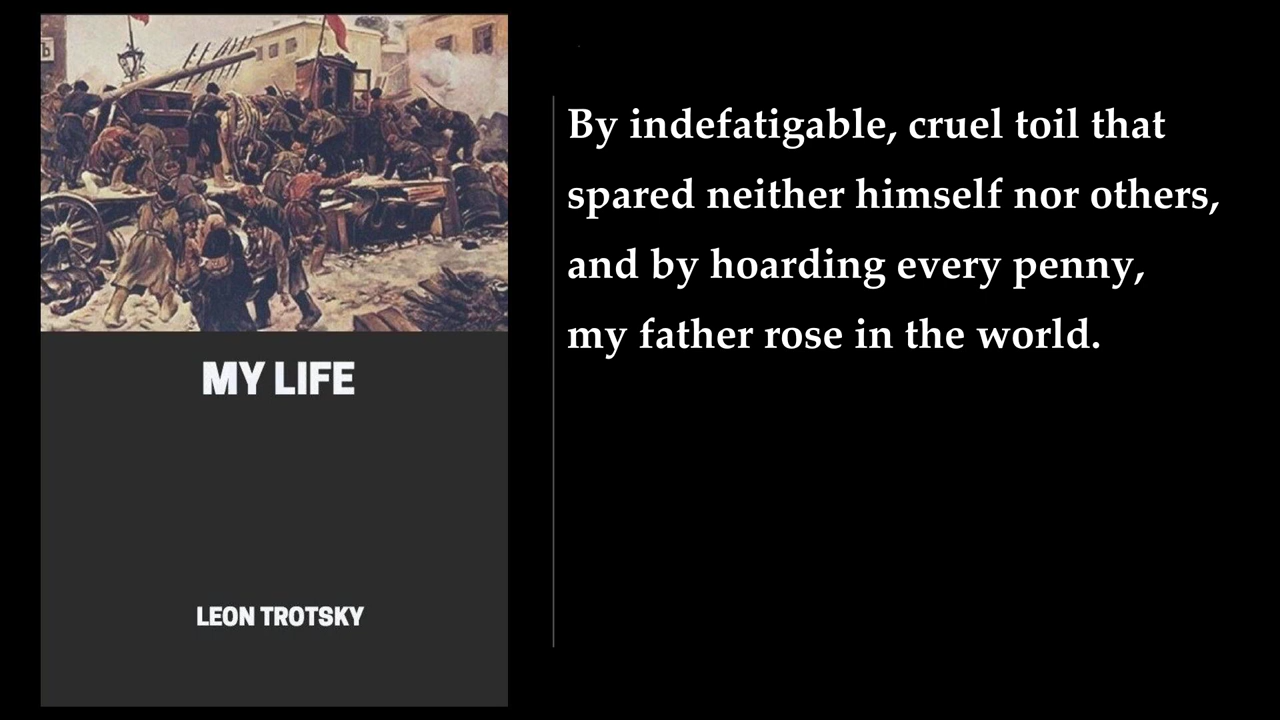 MY LIFE
LEON TROTSKY
By indefatigable, cruel toil that
spared neither himself nor others,
and by hoarding every penny,
my father rose in the world.